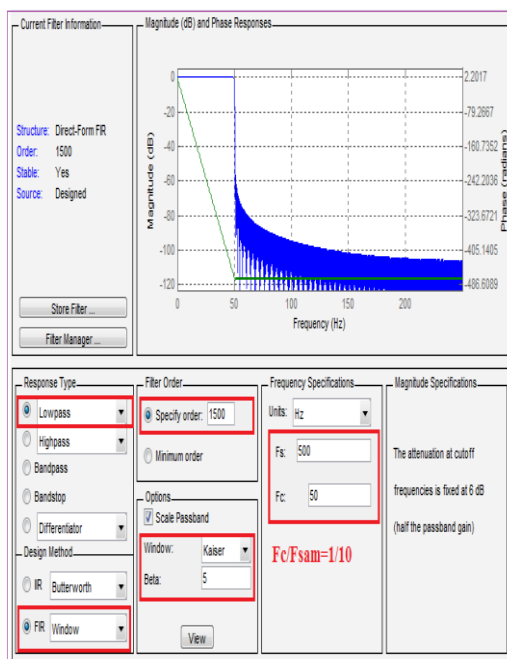 Current Filter Information
Structure: Direct-Form FIR
Order: 1500
Stable: Yes
Source: Designed
Store Filter ...
Filter Manager ...
Magnitude (dB) and Phase Responses
Magnitude (dB)
0
-20
-40
-60
-80
-100
-120
0
50
100
150
200
Frequency (Hz)
2.2017
-79.2667
-160.7352
-242.2036
-323.6721
-405.1405
-486.6089
Phase (radians)
Response Type
Lowpass
Highpass
Bandpass
Bandstop
Differentiator
Design Method
IIR Butterworth
FIR Window
Filter Order
Specify order: 1500
Minimum order
Options
Scale Passband
Window: Kaiser
Beta: 5
View
Frequency Specifications
Units: Hz
Fs: 500
Fc: 50
Fc/Fsam=1/10
Magnitude Specifications
The attenuation at cutoff
frequencies is fixed at 6 dB
(half the passband gain)